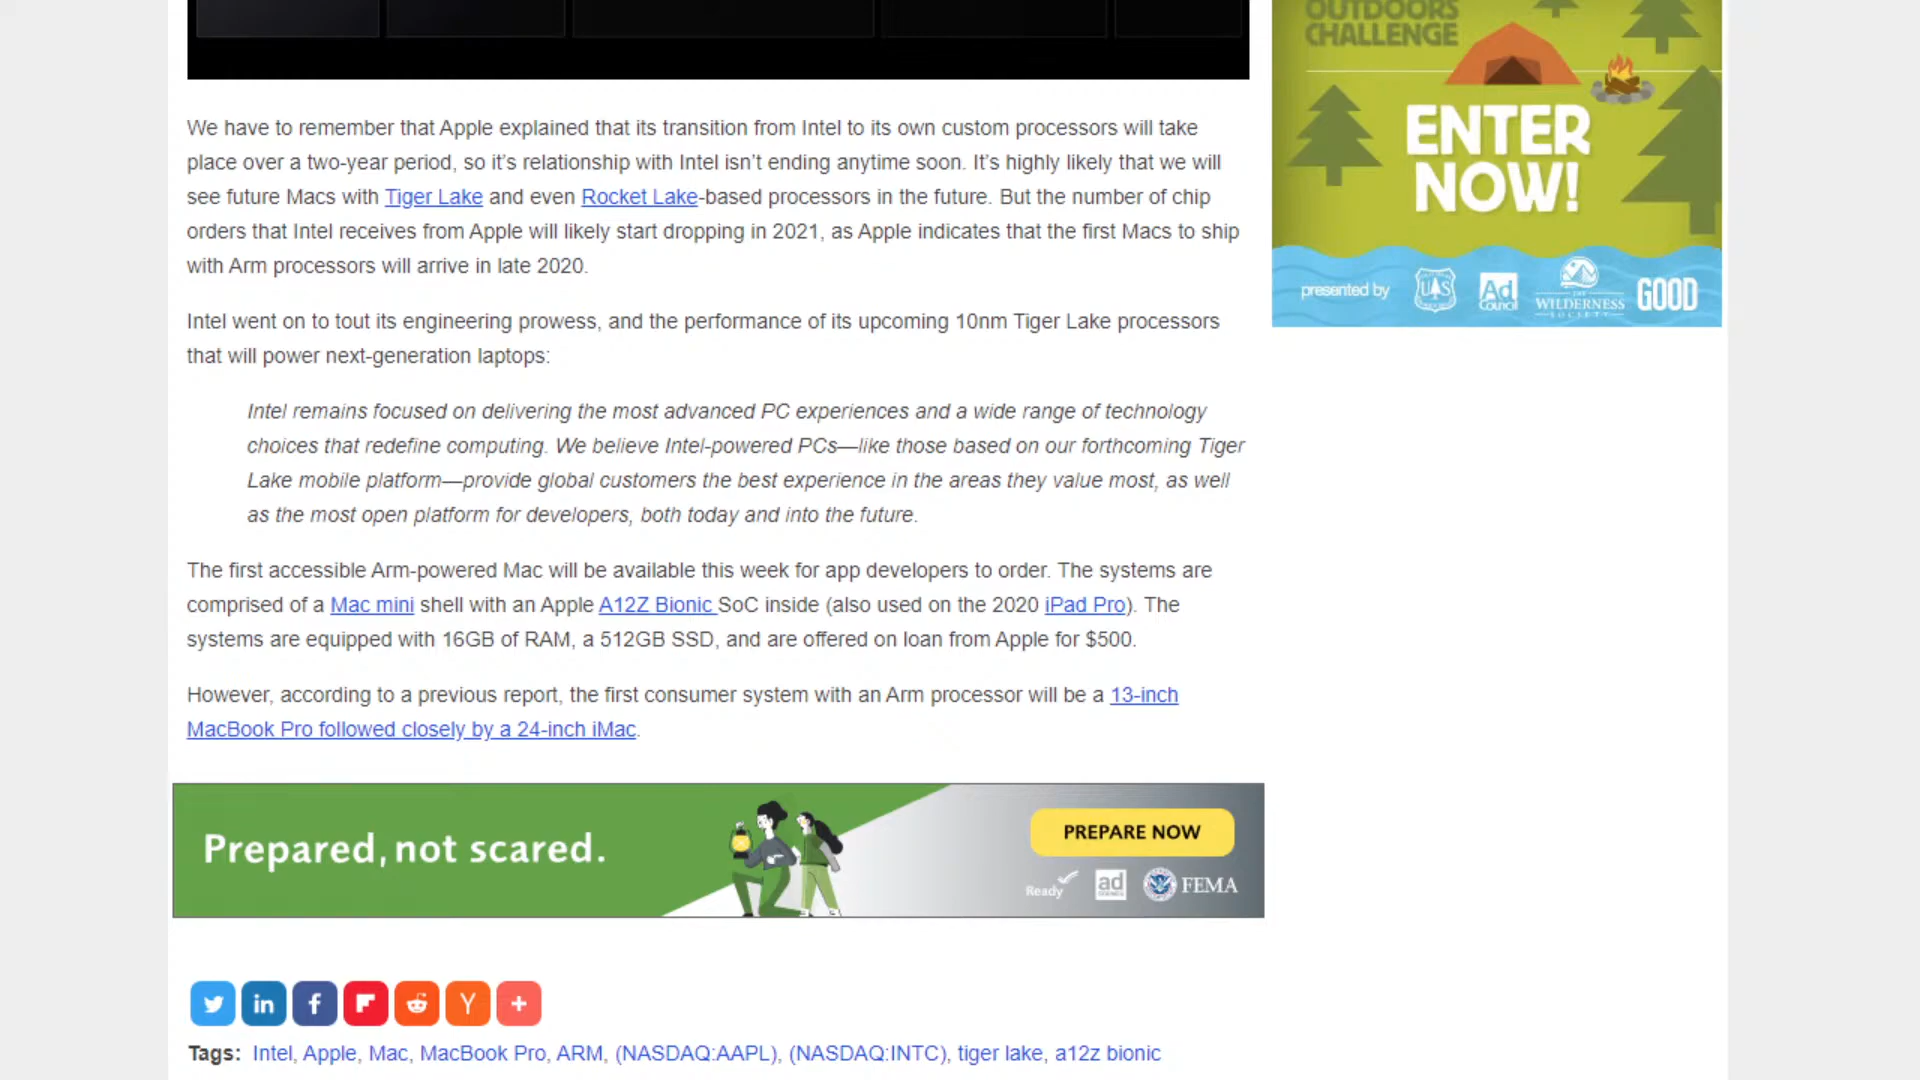 OUTDOORS
CHALLENGE
ENTER
NOW!
presented by
UAS
Ad
Council
THE
WILDERNESS
SOCIETY
GOOD
We have to remember that Apple explained that its transition from Intel to its own custom processors will take
place over a two-year period, so it’s relationship with Intel isn’t ending anytime soon. It’s highly likely that we will
see future Macs with Tiger Lake and even Rocket Lake-based processors in the future. But the number of chip
orders that Intel receives from Apple will likely start dropping in 2021, as Apple indicates that the first Macs to ship
with Arm processors will arrive in late 2020.
Intel went on to tout its engineering prowess, and the performance of its upcoming 10nm Tiger Lake processors
that will power next-generation laptops:
Intel remains focused on delivering the most advanced PC experiences and a wide range of technology
choices that redefine computing. We believe Intel-powered PCs—like those based on our forthcoming Tiger
Lake mobile platform—provide global customers the best experience in the areas they value most, as well
as the most open platform for developers, both today and into the future.
The first accessible Arm-powered Mac will be available this week for app developers to order. The systems are
comprised of a Mac mini shell with an Apple A12Z Bionic SoC inside (also used on the 2020 iPad Pro). The
systems are equipped with 16GB of RAM, a 512GB SSD, and are offered on loan from Apple for $500.
However, according to a previous report, the first consumer system with an Arm processor will be a 13-inch
MacBook Pro followed closely by a 24-inch iMac.
Prepared, not scared.
PREPARE NOW
Ready
ad
COUNCIL
FEMA
Tags: Intel, Apple, Mac, MacBook Pro, ARM, (NASDAQ:AAPL), (NASDAQ:INTC), tiger lake, a12z bionic